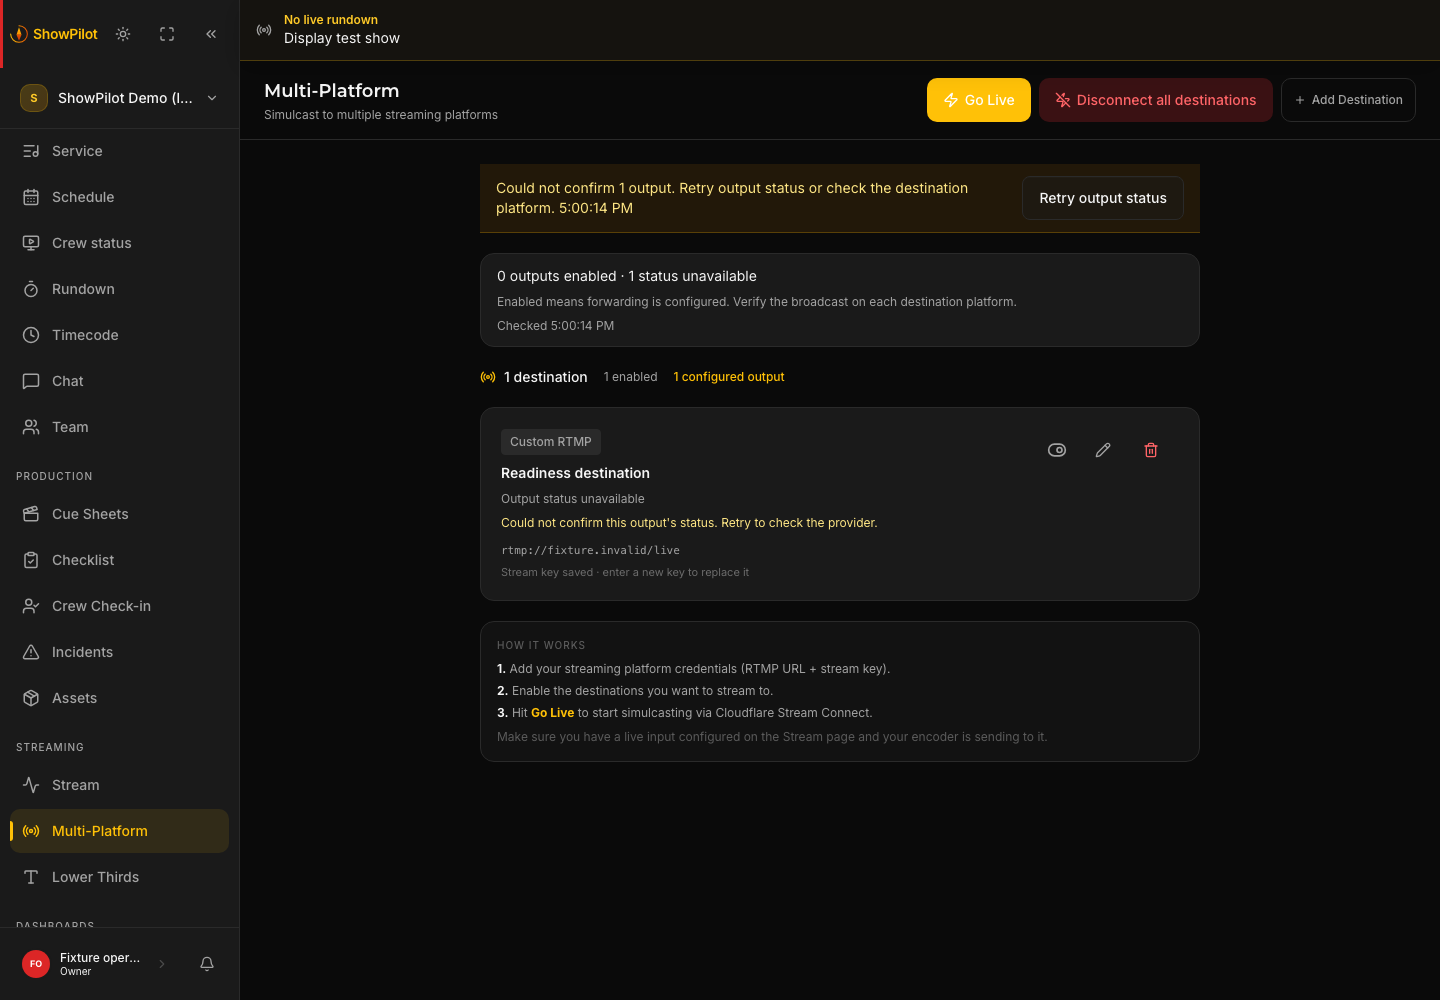 ShowPilot
S
ShowPilot Demo (I...
Service
Schedule
Crew status
Rundown
Timecode
Chat
Team
PRODUCTION
Cue Sheets
Checklist
Crew Check-in
Incidents
Assets
STREAMING
Stream
Multi-Platform
Lower Thirds
DASHBOARDS
FO
Fixture oper...
Owner
No live rundown
Display test show
Multi-Platform
Simulcast to multiple streaming platforms
Go Live
Disconnect all destinations
Add Destination
Could not confirm 1 output. Retry output status or check the destination
platform. 5:00:14 PM
Retry output status
0 outputs enabled · 1 status unavailable
Enabled means forwarding is configured. Verify the broadcast on each destination platform.
Checked 5:00:14 PM
1 destination 1 enabled 1 configured output
Custom RTMP
Readiness destination
Output status unavailable
Could not confirm this output's status. Retry to check the provider.
rtmp://fixture.invalid/live
Stream key saved · enter a new key to replace it
HOW IT WORKS
1. Add your streaming platform credentials (RTMP URL + stream key).
2. Enable the destinations you want to stream to.
3. Hit Go Live to start simulcasting via Cloudflare Stream Connect.
Make sure you have a live input configured on the Stream page and your encoder is sending to it.